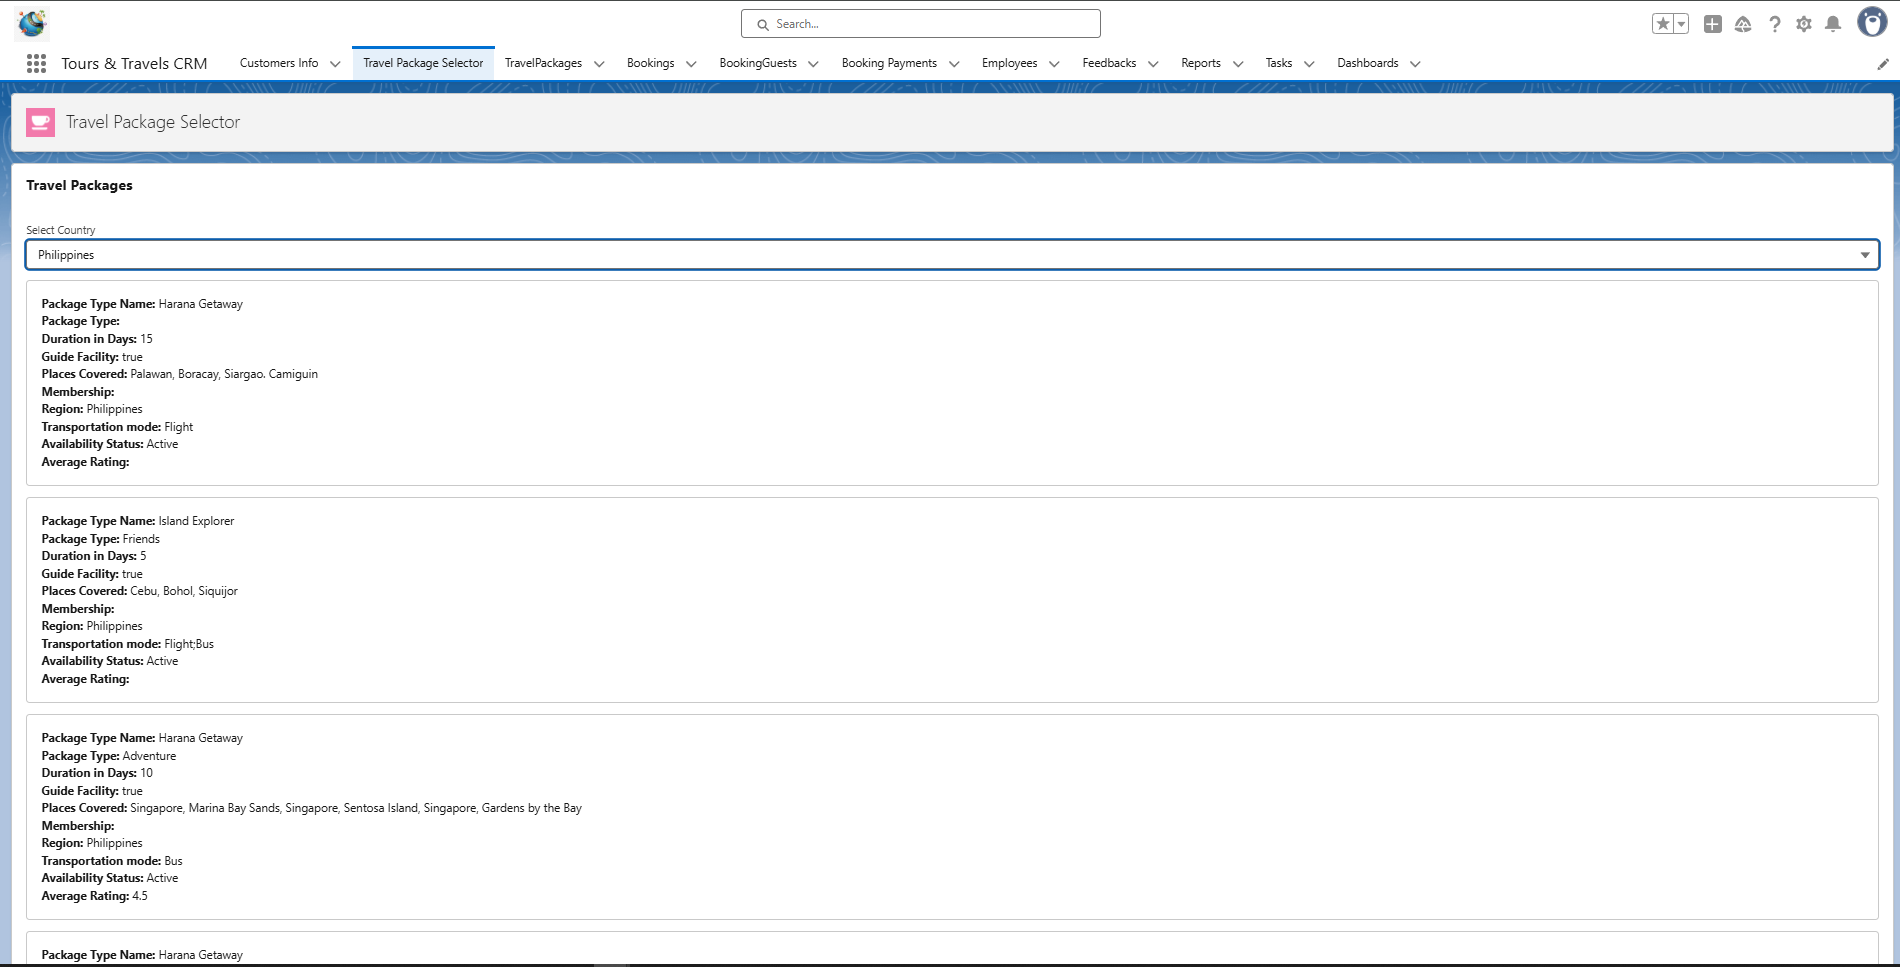 Search...
Tours & Travels CRM
Customers Info
Travel Package Selector
TravelPackages
Bookings
BookingGuests
Booking Payments
Employees
Feedbacks
Reports
Tasks
Dashboards
Travel Package Selector
Travel Packages
Select Country
Philippines
Package Type Name: Harana Getaway
Package Type:
Duration in Days: 15
Guide Facility: true
Places Covered: Palawan, Boracay, Siargao. Camiguin
Membership:
Region: Philippines
Transportation mode: Flight
Availability Status: Active
Average Rating:
Package Type Name: Island Explorer
Package Type: Friends
Duration in Days: 5
Guide Facility: true
Places Covered: Cebu, Bohol, Siquijor
Membership:
Region: Philippines
Transportation mode: Flight;Bus
Availability Status: Active
Average Rating:
Package Type Name: Harana Getaway
Package Type: Adventure
Duration in Days: 10
Guide Facility: true
Places Covered: Singapore, Marina Bay Sands, Singapore, Sentosa Island, Singapore, Gardens by the Bay
Membership:
Region: Philippines
Transportation mode: Bus
Availability Status: Active
Average Rating: 4.5
Package Type Name: Harana Getaway